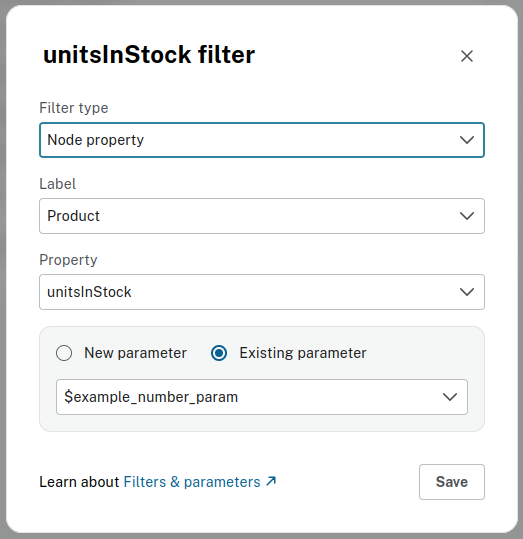 unitsInStock filter
Filter type
Node property
Label
Product
Property
unitsInStock
New parameter Existing parameter
$example_number_param
Learn about Filters & parameters Save